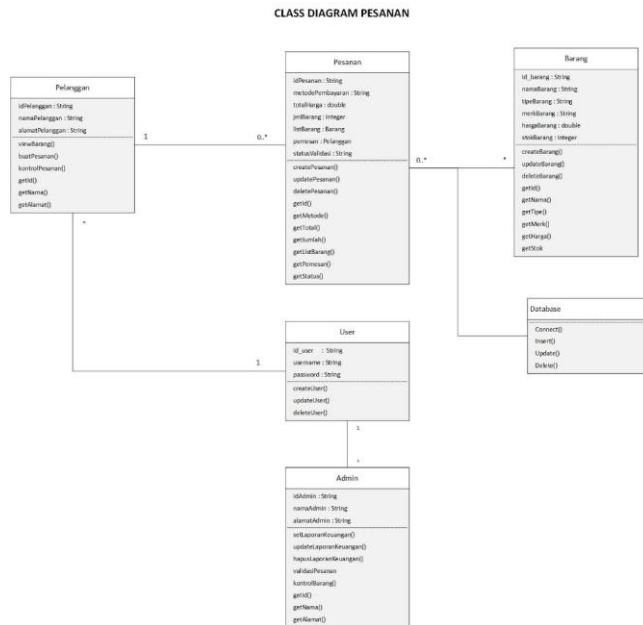 CLASS DIAGRAM PESANAN
Pelanggan
idPelanggan : String
namaPelanggan : String
alamatPelanggan : String
viewBarang()
buatPesanan()
kontrolPesanan()
getId()
getNama()
getAlamat()
1
0..*
Pesanan
idPesanan : String
metodePembayaran : String
totalHarga : double
jmlBarang : Integer
listBarang : Barang
pemesan : Pelanggan
statusValidasi : String
createPesanan()
updatePesanan()
deletePesanan()
getId()
getMetode()
getTotal()
getJumlah()
getListBarang()
getPemesan()
getStatus()
0..*
*
Barang
id_barang : String
namaBarang : String
tipeBarang : String
merkBarang : String
hargaBarang : double
stokBarang : Integer
createBarang()
updateBarang()
deleteBarang()
getId()
getNama()
getTipe()
getMerk()
getHarga()
getStok
Database
Connect()
Insert()
Update()
Delete()
*
1
User
id_user : String
username : String
password : String
createUser()
updateUser()
deleteUser()
1
*
Admin
idAdmin : String
namaAdmin : String
alamatAdmin : String
setLaporanKeuangan()
updateLaporanKeuangan()
hapusLaporanKeuangan()
validasiPesanan
kontrolBarang()
getId()
getNama()
getAlamat()